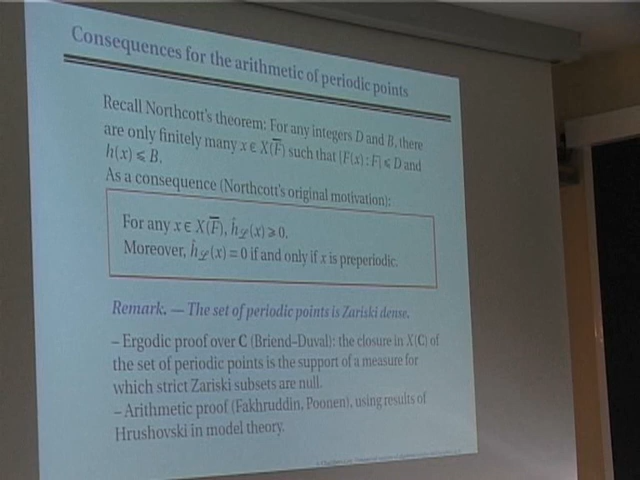 Consequences for the arithmetic of periodic points
Recall Northcott's theorem: For any integers D and B, there
are only finitely many x ∈ X(F̅) such that [F(x) : F] ⩽ D and
h(x) ⩽ B.
As a consequence (Northcott's original motivation):
For any x ∈ X(F̅), ĥ_ℒ(x) ⩾ 0.
Moreover, ĥ_ℒ(x) = 0 if and only if x is preperiodic.
Remark. — The set of periodic points is Zariski dense.
– Ergodic proof over C (Briend–Duval): the closure in X(C) of
the set of periodic points is the support of a measure for
which strict Zariski subsets are null.
– Arithmetic proof (Fakhruddin, Poonen), using results of
Hrushovski in model theory.